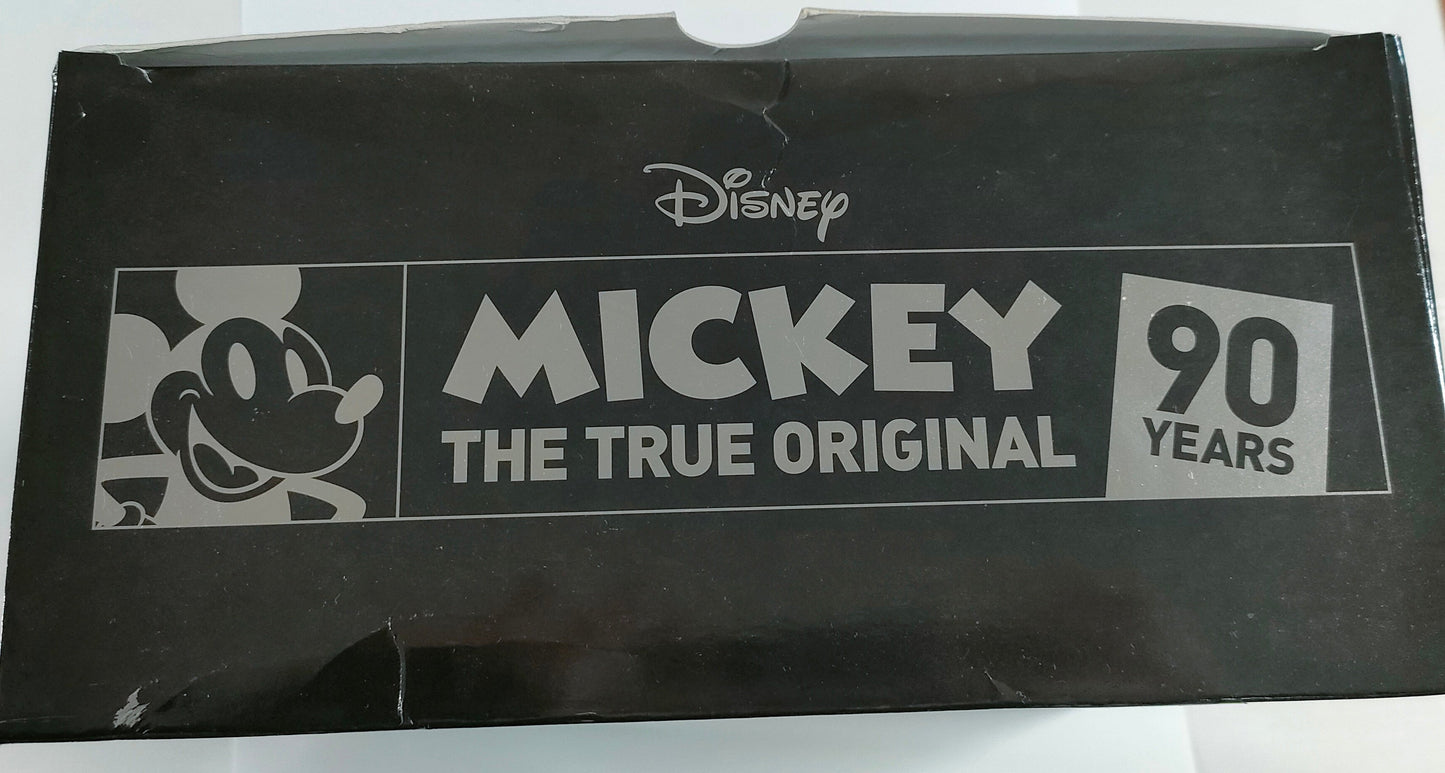 Disney
MICKEY
THE TRUE ORIGINAL
90
YEARS